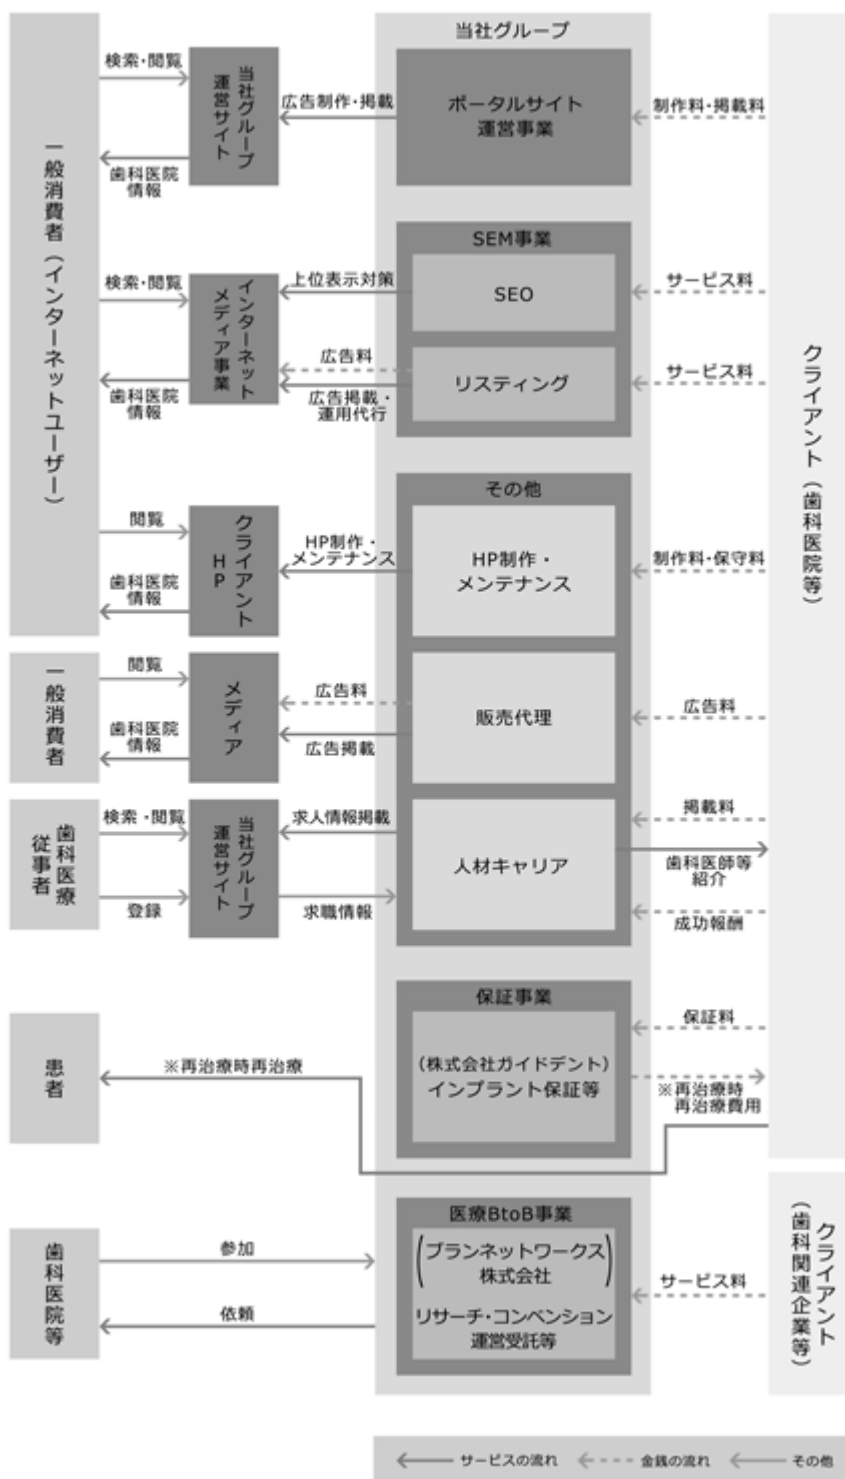 当社グループ
一般消費者（インターネットユーザー）
検索・閲覧
歯科医院
情報
当社グループ
運営サイト
広告制作・掲載
ポータルサイト
運営事業
制作料・掲載料
クライアント（歯科医院等）
検索・閲覧
歯科医院
情報
インターネット
メディア事業
上位表示対策
広告料
広告掲載・
運用代行
SEM事業
SEO
リスティング
サービス料
サービス料
閲覧
歯科医院
情報
クライアント
HP
HP制作・
メンテナンス
その他
HP制作・
メンテナンス
制作料・保守料
一般消費者
閲覧
歯科医院
情報
メディア
広告料
広告掲載
販売代理
広告料
歯科医療
従事者
検索・閲覧
登録
当社グループ
運営サイト
求人情報掲載
求職情報
人材キャリア
掲載料
歯科医師等
紹介
成功報酬
患者
※再治療時再治療
保証事業
（株式会社ガイドデント）
インプラント保証等
保証料
※再治療時
再治療費用
歯科医院等
参加
依頼
医療BtoB事業
（ブランネットワークス
株式会社）
リサーチ・コンベンション
運営受託等
サービス料
クライアント
（歯科関連企業等）
サービスの流れ
金銭の流れ
その他